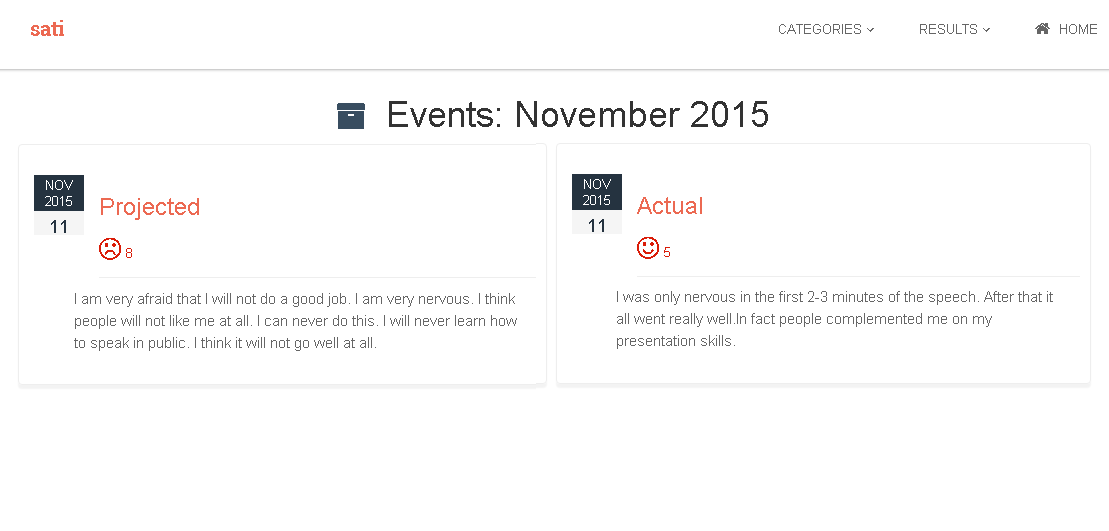 sati
CATEGORIES
RESULTS
HOME
Events: November 2015
NOV
2015
11
Projected
8
I am very afraid that I will not do a good job. I am very nervous. I think
people will not like me at all. I can never do this. I will never learn how
to speak in public. I think it will not go well at all.
NOV
2015
11
Actual
5
I was only nervous in the first 2-3 minutes of the speech. After that it
all went really well.In fact people complemented me on my
presentation skills.